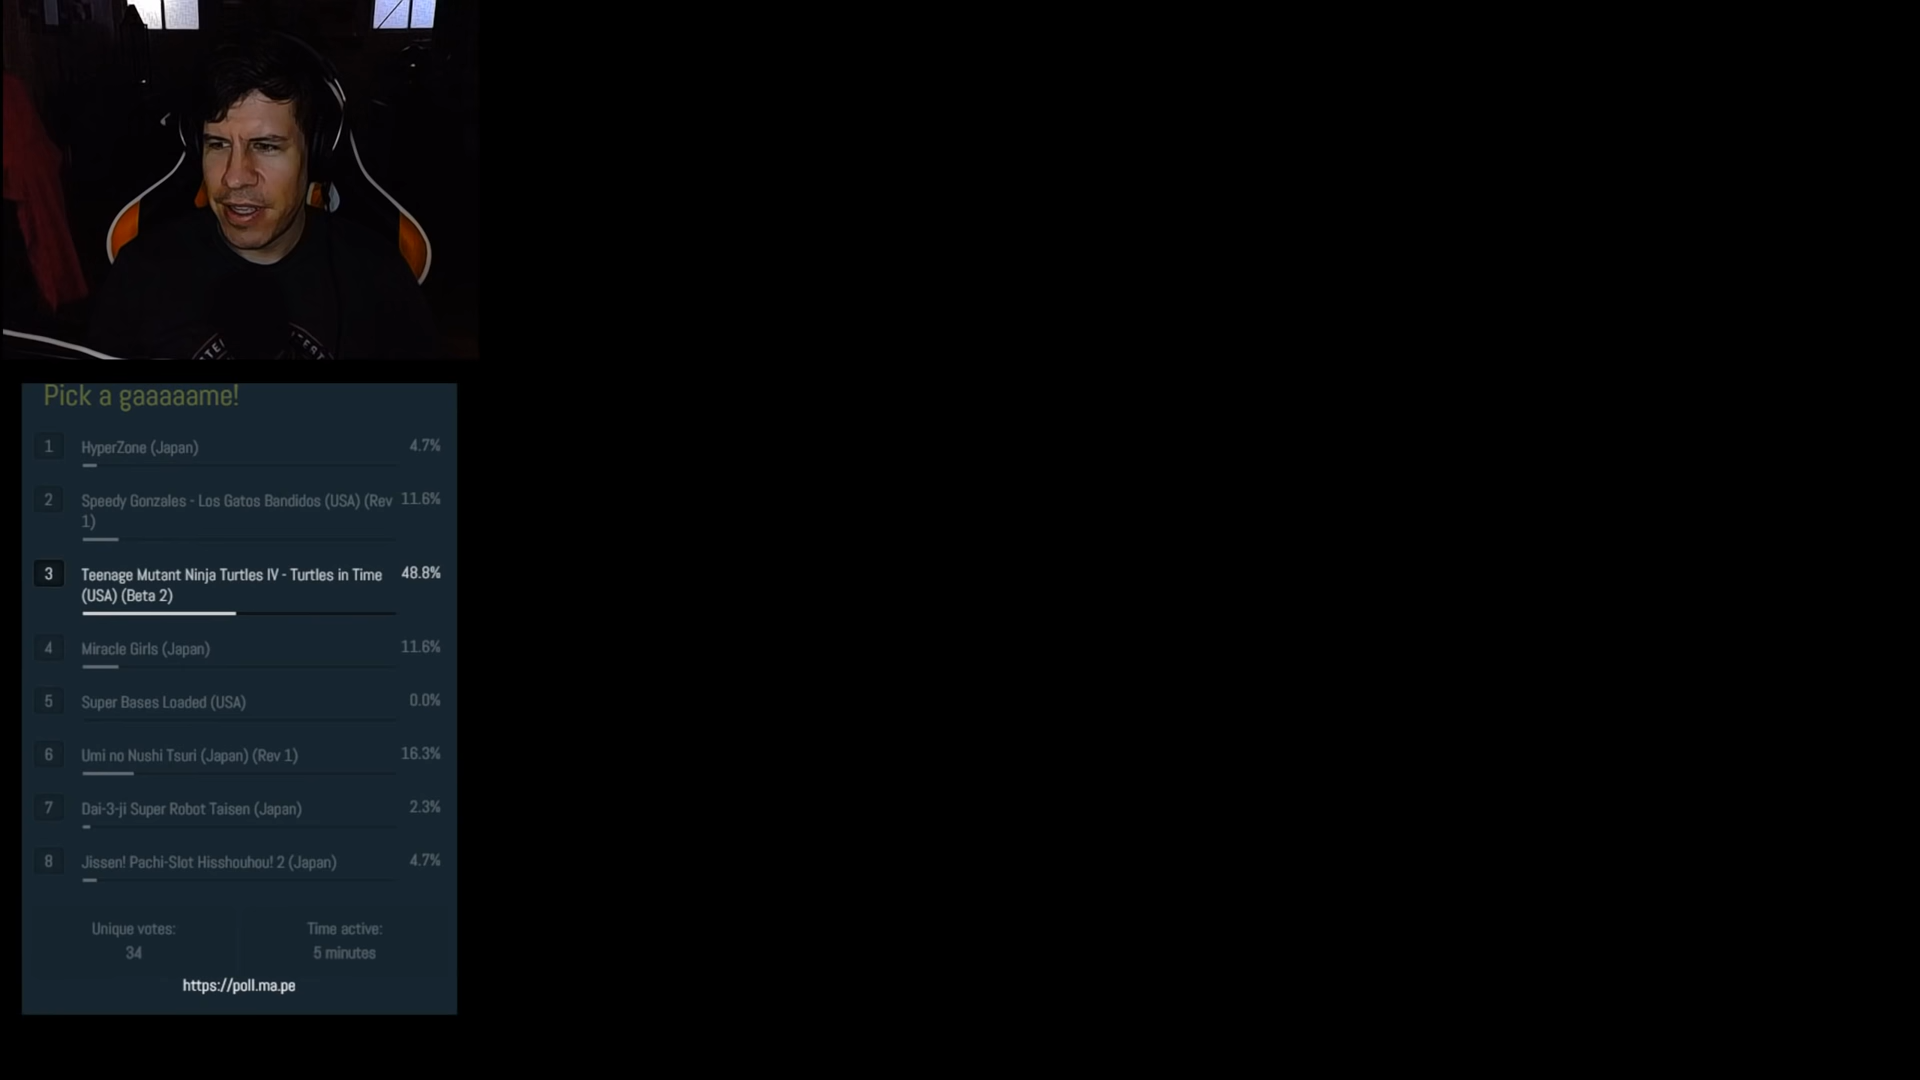 Pick a gaaaaame!
1 HyperZone (Japan) 4.7%
2 Speedy Gonzales - Los Gatos Bandidos (USA) (Rev 11.6%
1)
3 Teenage Mutant Ninja Turtles IV - Turtles in Time 48.8%
(USA) (Beta 2)
4 Miracle Girls (Japan) 11.6%
5 Super Bases Loaded (USA) 0.0%
6 Umi no Nushi Tsuri (Japan) (Rev 1) 16.3%
7 Dai-3-ji Super Robot Taisen (Japan) 2.3%
8 Jissen! Pachi-Slot Hisshouhou! 2 (Japan) 4.7%
Unique votes: Time active:
34 5 minutes
https://poll.ma.pe